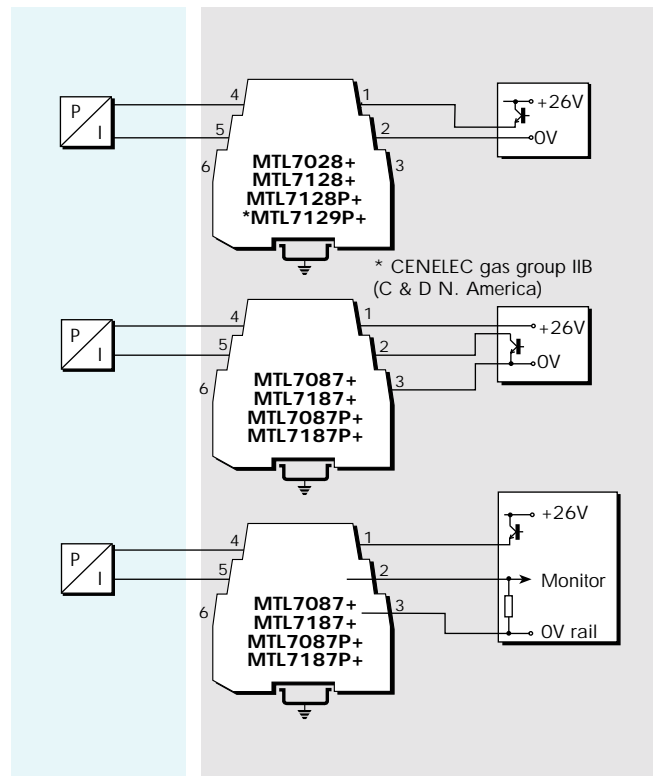 P
I
4
5
6
1
2
3
MTL7028+
MTL7128+
MTL7128P+
*MTL7129P+
+26V
0V
* CENELEC gas group IIB
(C & D N. America)
P
I
4
5
6
1
2
3
MTL7087+
MTL7187+
MTL7087P+
MTL7187P+
+26V
0V
P
I
4
5
6
1
2
3
MTL7087+
MTL7187+
MTL7087P+
MTL7187P+
+26V
Monitor
0V rail